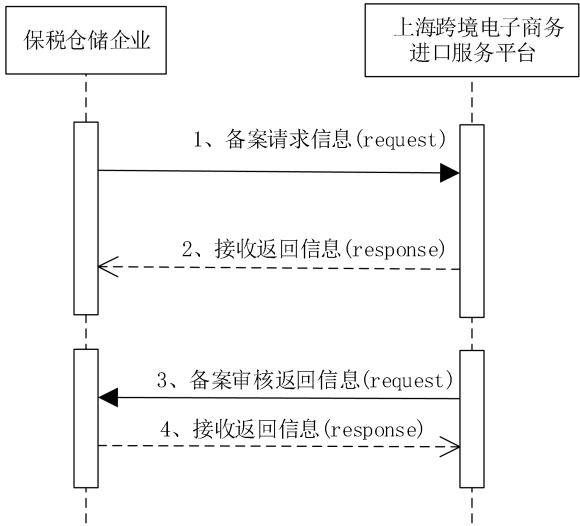 保税仓储企业
上海跨境电子商务
进口服务平台
1、备案请求信息(request)
2、接收返回信息(response)
3、备案审核返回信息(request)
4、接收返回信息(response)